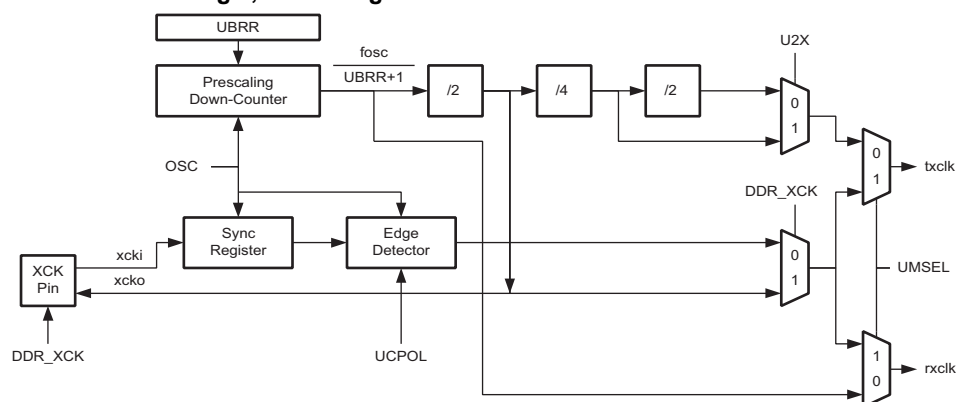 UBRR
fosc
U2X
UBRR+1
Prescaling
Down-Counter
/2
/4
/2
0
1
OSC
0
1
txclk
DDR_XCK
Sync
Register
Edge
Detector
xcki
0
XCK
Pin
xcko
1
UMSEL
DDR_XCK
UCPOL
1
0
rxclk